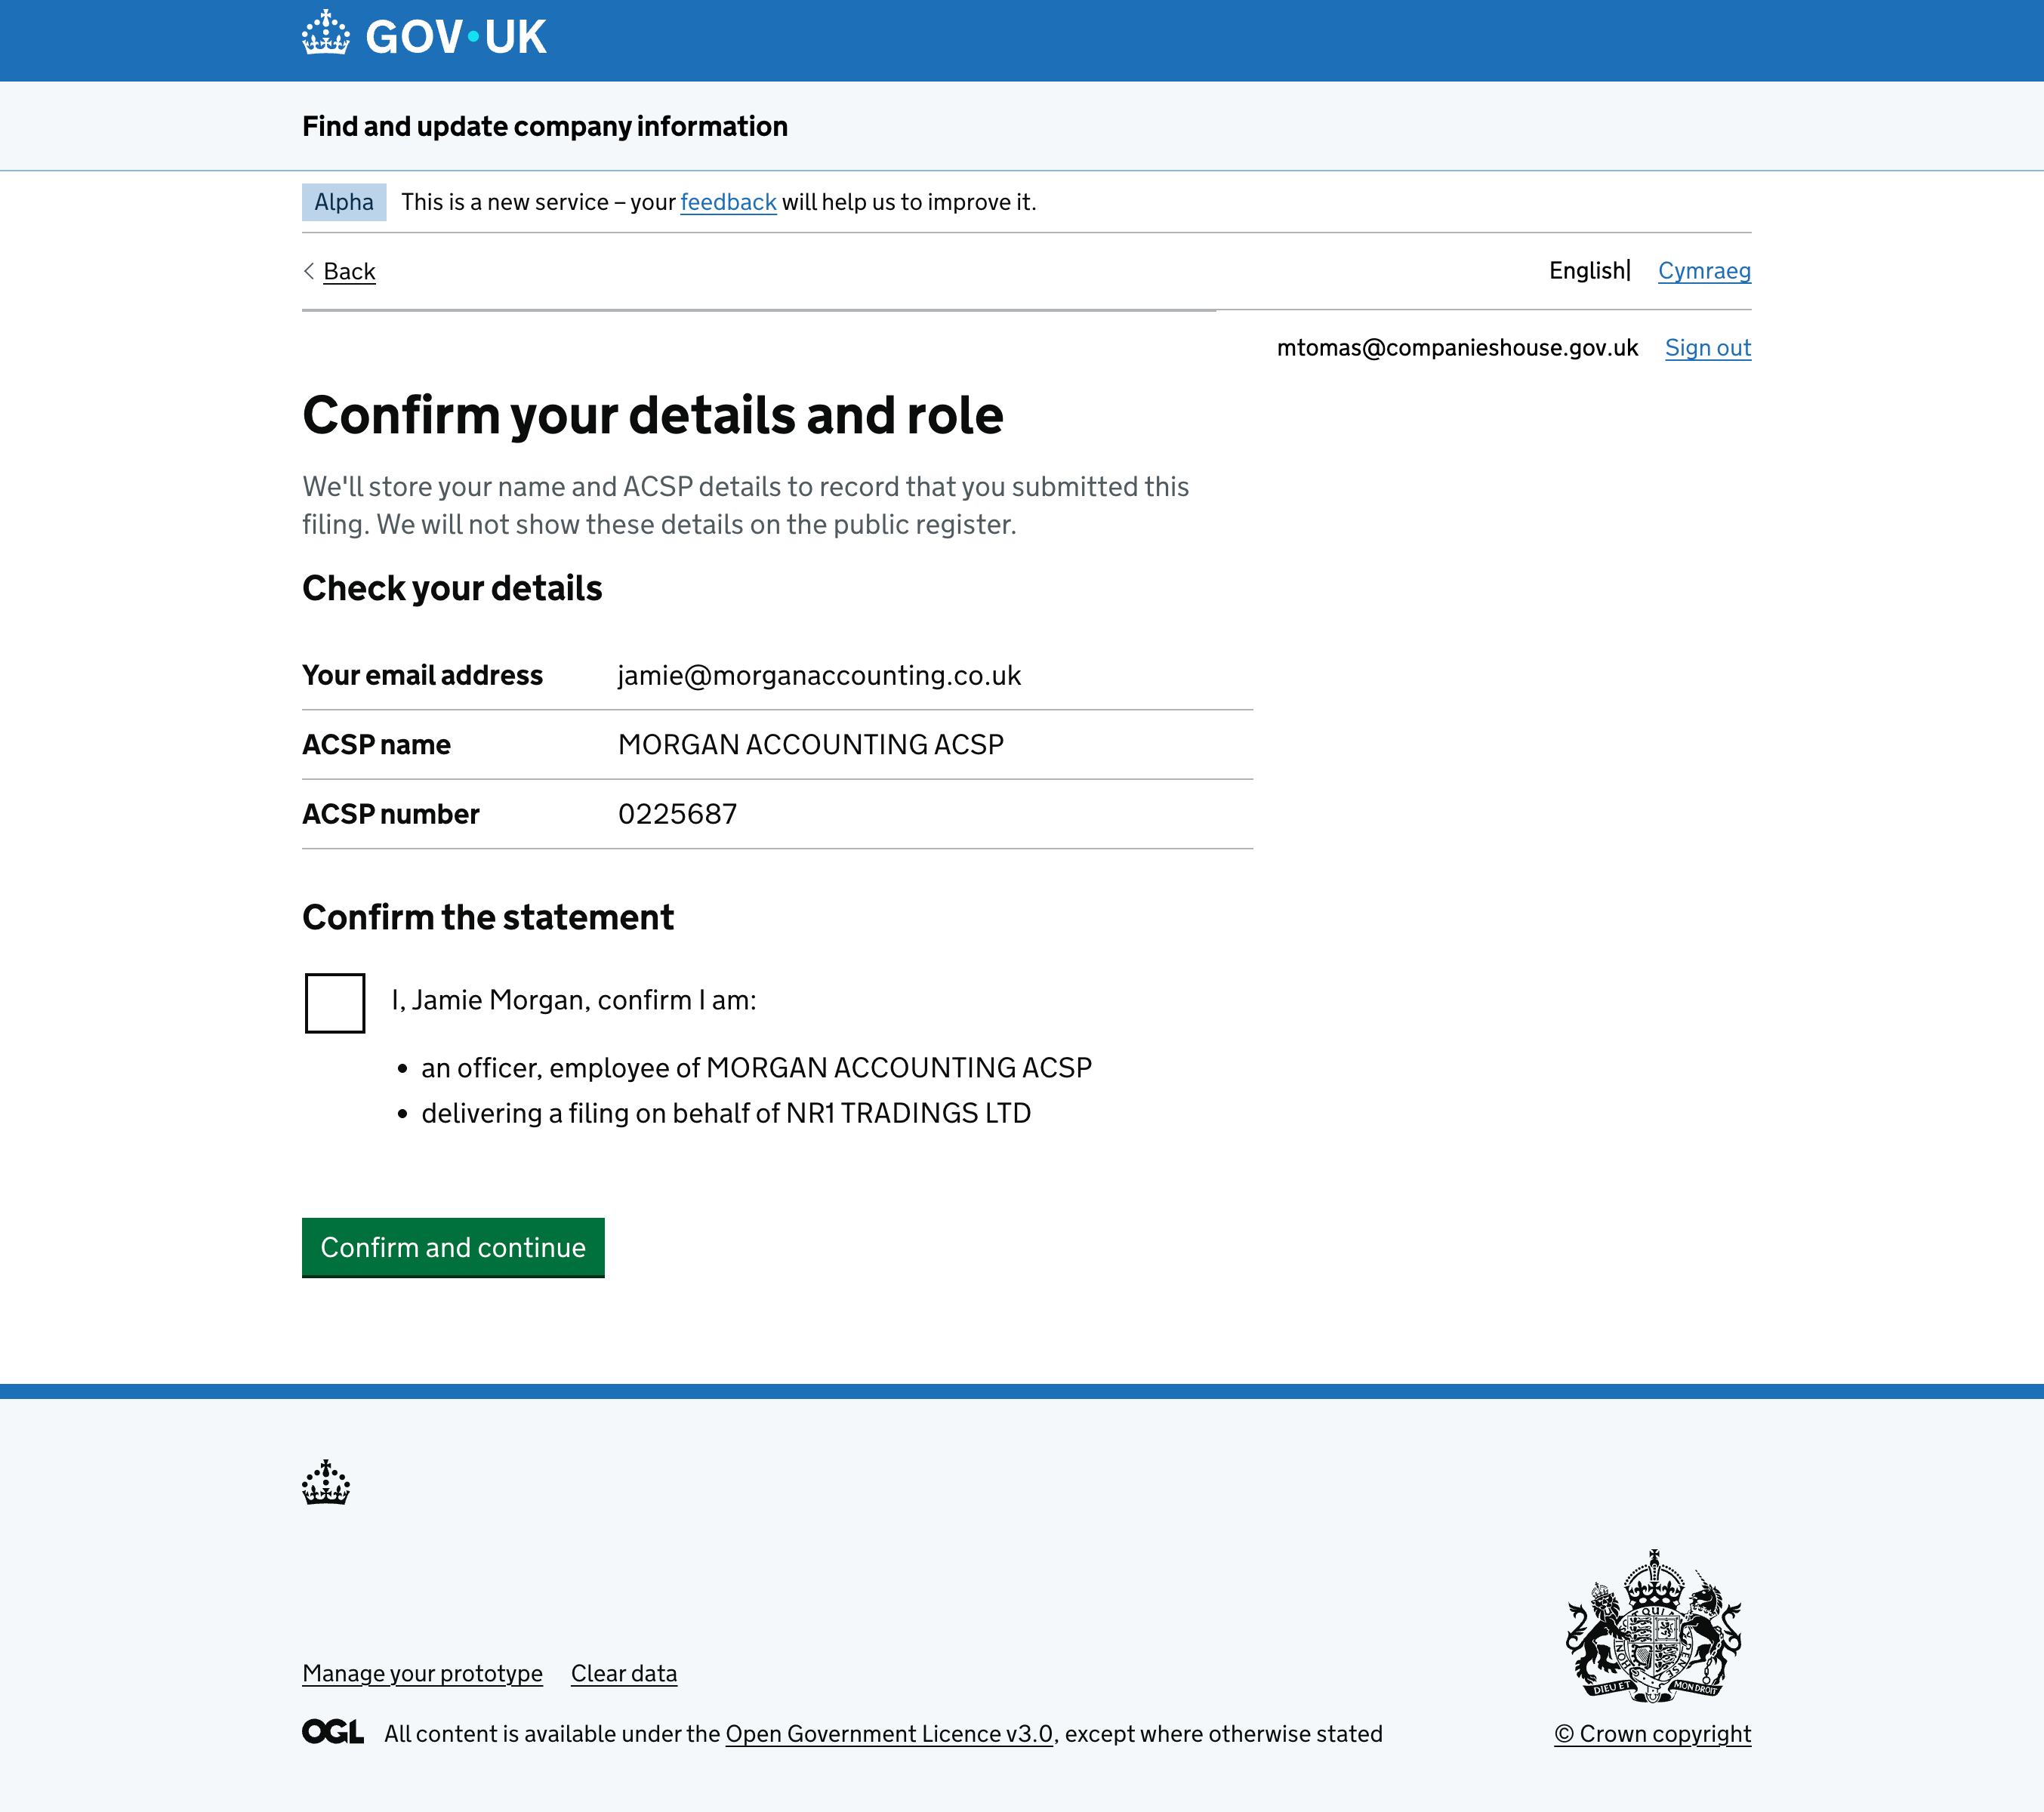 GOV·UK
Find and update company information
Alpha This is a new service – your feedback will help us to improve it.
Back English| Cymraeg
mtomas@companieshouse.gov.uk Sign out
Confirm your details and role
We'll store your name and ACSP details to record that you submitted this
filing. We will not show these details on the public register.
Check your details
Your email address jamie@morganaccounting.co.uk
ACSP name MORGAN ACCOUNTING ACSP
ACSP number 0225687
Confirm the statement
I, Jamie Morgan, confirm I am:
• an officer, employee of MORGAN ACCOUNTING ACSP
• delivering a filing on behalf of NR1 TRADINGS LTD
Confirm and continue
DIEU ET MON DROIT
Manage your prototype Clear data
OGL All content is available under the Open Government Licence v3.0, except where otherwise stated
© Crown copyright